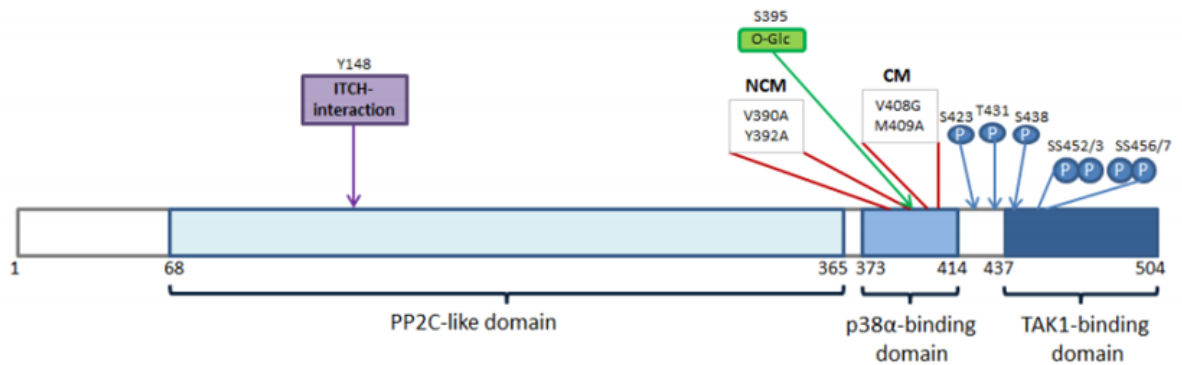 S395
O-Glc
Y148
ITCH-
interaction
NCM
V390A
Y392A
CM
V408G
M409A
S423 T431 S438
P P P
SS452/3 SS456/7
P P P P
1 68 365 373 414 437 504
PP2C-like domain
p38α-binding
domain
TAK1-binding
domain